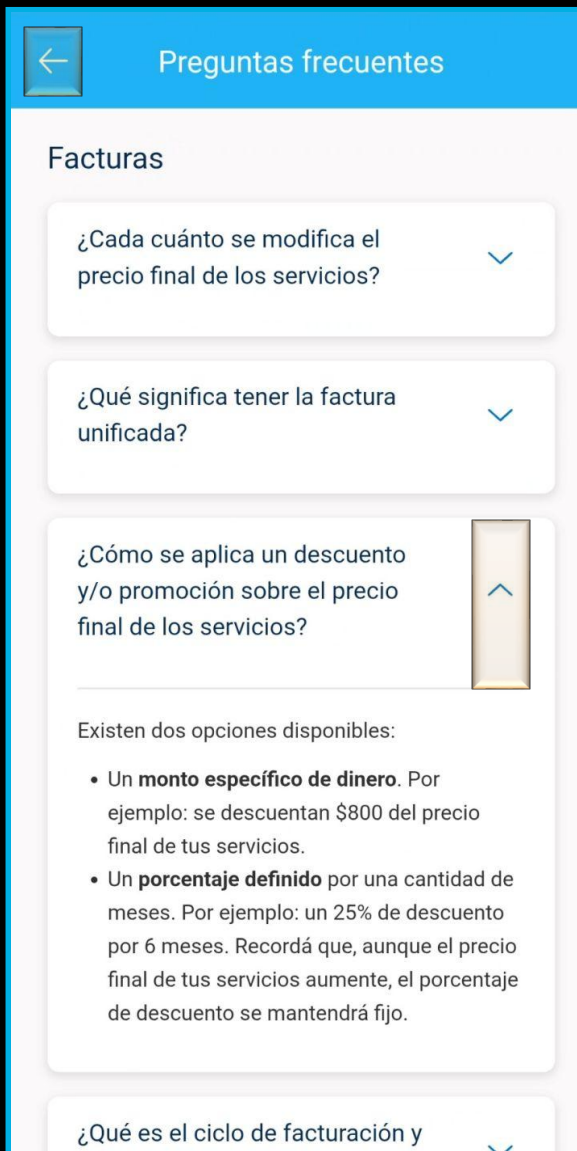 Preguntas frecuentes
Facturas
¿Cada cuánto se modifica el
precio final de los servicios?
¿Qué significa tener la factura
unificada?
¿Cómo se aplica un descuento
y/o promoción sobre el precio
final de los servicios?
Existen dos opciones disponibles:
• Un monto específico de dinero. Por
ejemplo: se descuentan $800 del precio
final de tus servicios.
• Un porcentaje definido por una cantidad de
meses. Por ejemplo: un 25% de descuento
por 6 meses. Recordá que, aunque el precio
final de tus servicios aumente, el porcentaje
de descuento se mantendrá fijo.
¿Qué es el ciclo de facturación y